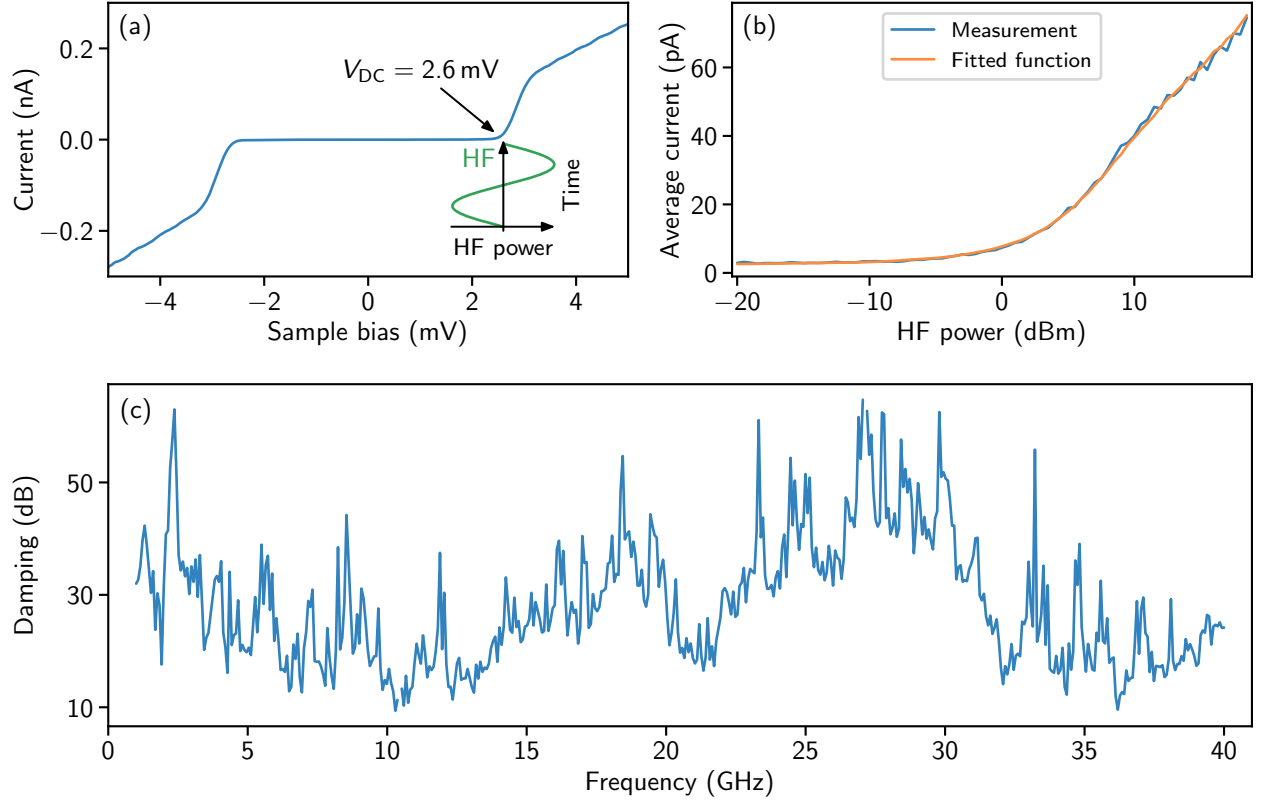 (a)
V_DC = 2.6 mV
HF
Time
HF power
0.2
0.0
−0.2
Current (nA)
−4
−2
0
2
4
Sample bias (mV)
(b)
Measurement
Fitted function
60
40
20
0
Average current (pA)
−20
−10
0
10
HF power (dBm)
(c)
50
30
10
Damping (dB)
0
5
10
15
20
25
30
35
40
Frequency (GHz)